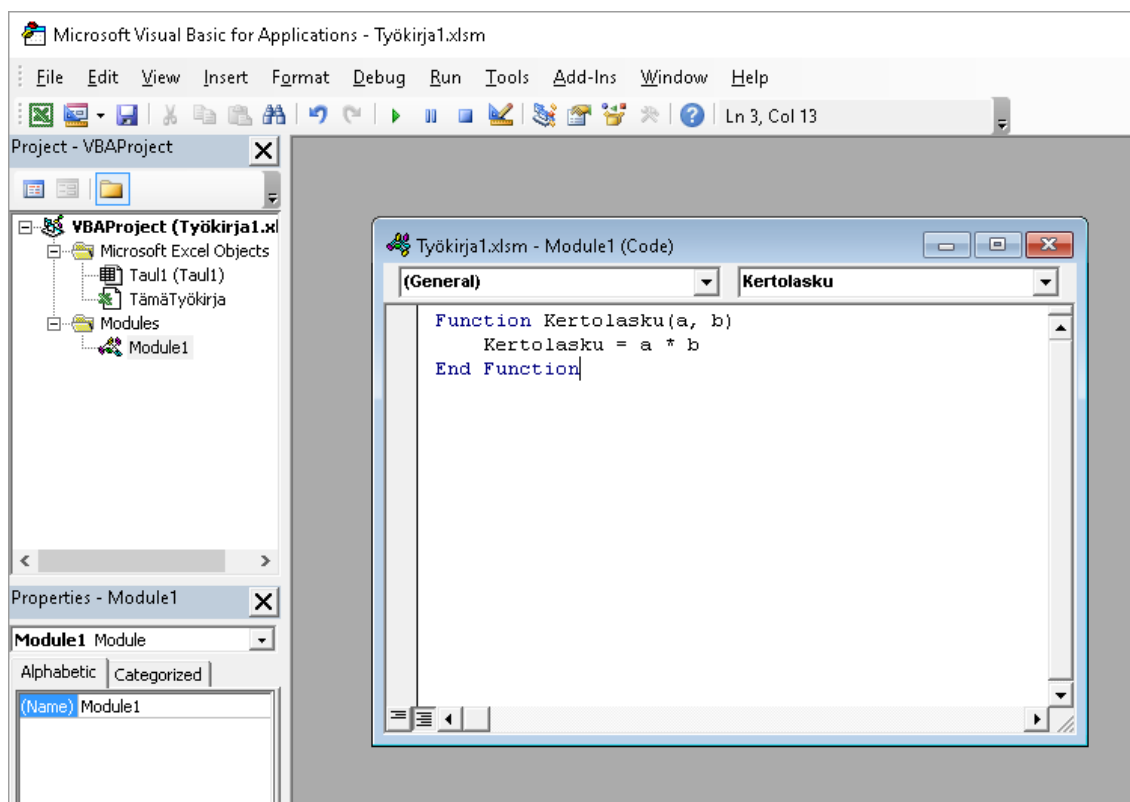 Microsoft Visual Basic for Applications - Työkirja1.xlsm
File Edit View Insert Format Debug Run Tools Add-Ins Window Help
Ln 3, Col 13
Project - VBAProject
VBAProject (Työkirja1.xl
Microsoft Excel Objects
Taul1 (Taul1)
TämäTyökirja
Modules
Module1
Properties - Module1
Module1 Module
Alphabetic Categorized
(Name) Module1
Työkirja1.xlsm - Module1 (Code)
(General) Kertolasku
Function Kertolasku(a, b)
Kertolasku = a * b
End Function